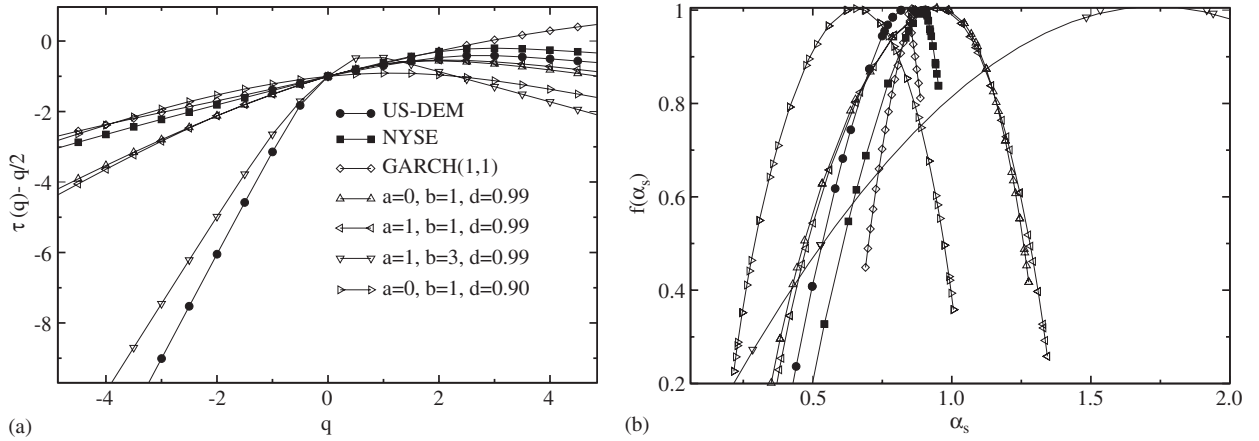 0
-2
-4
-6
-8
τ (q)- q/2
US-DEM
NYSE
GARCH(1,1)
a=0, b=1, d=0.99
a=1, b=1, d=0.99
a=1, b=3, d=0.99
a=0, b=1, d=0.90
-4 -2 0 2 4
(a) q
1
0.8
0.6
0.4
0.2
f(αs)
0.5 1.0 1.5 2.0
(b) αs